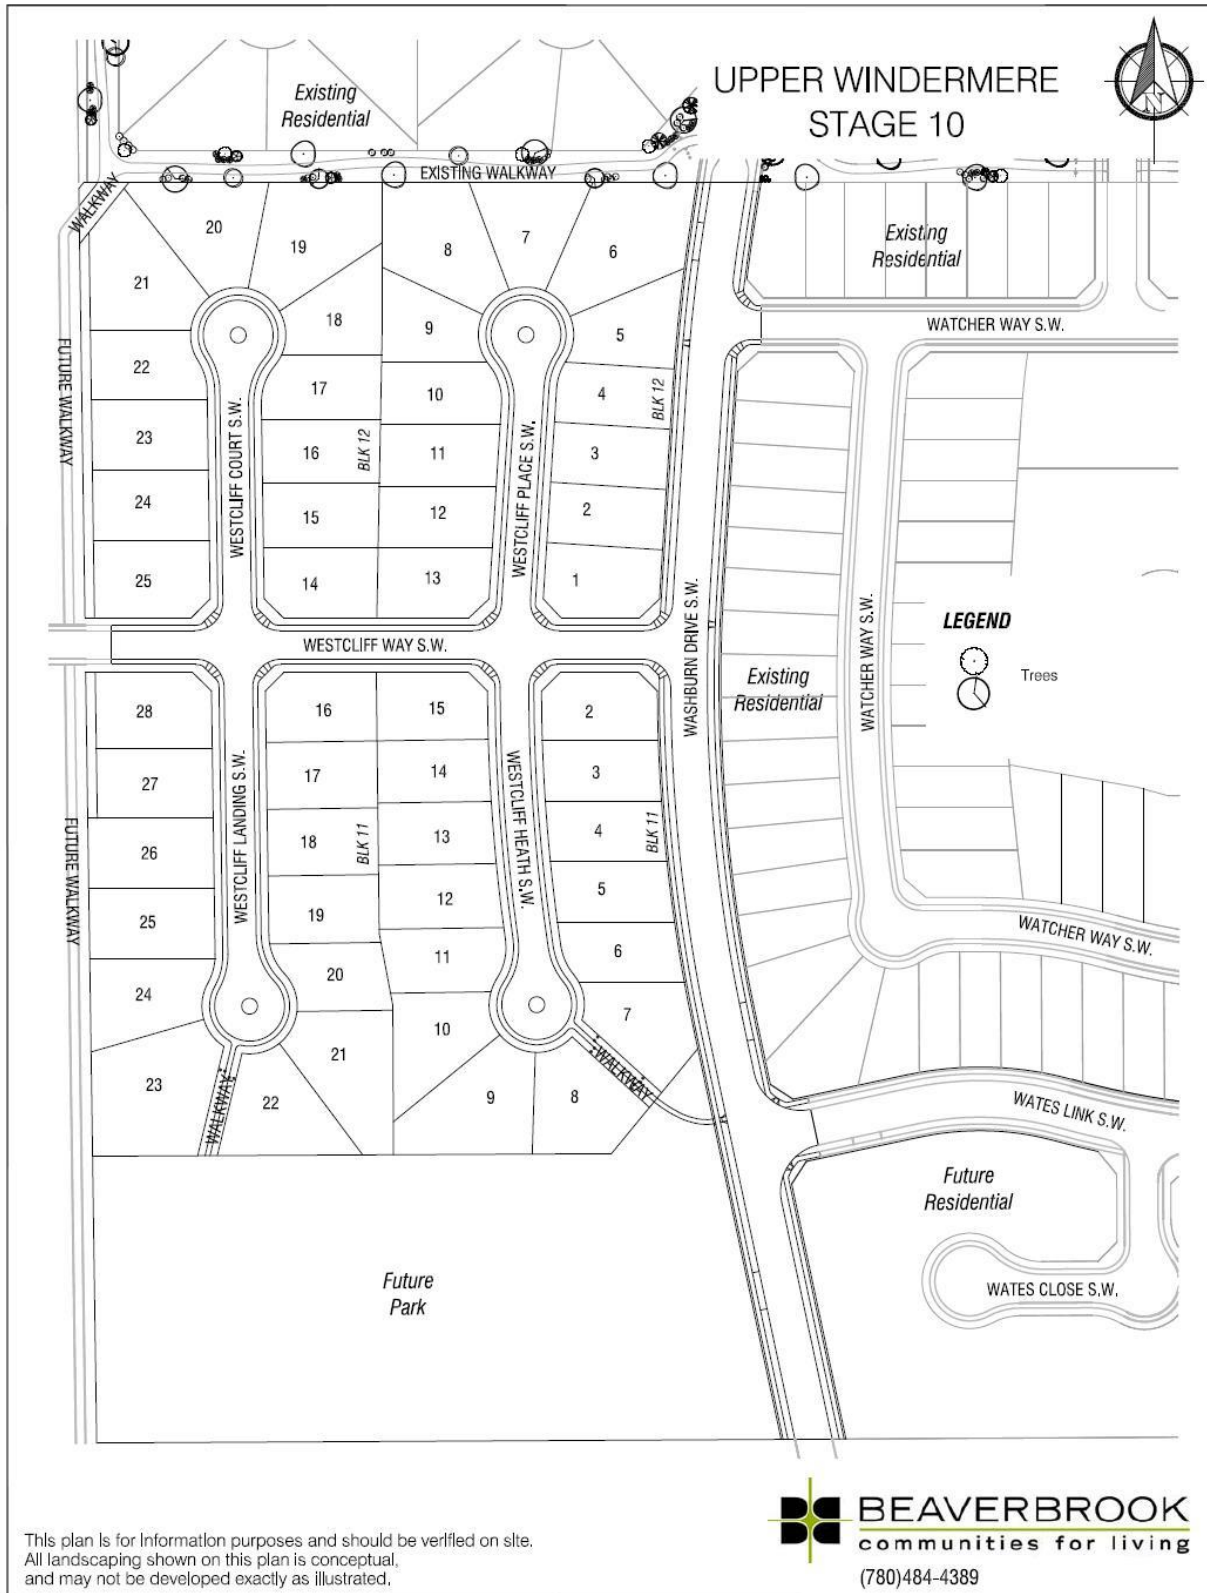 UPPER WINDERMERE
STAGE 10
N
Existing
Residential
EXISTING WALKWAY
WALKWAY
20
19
8
7
6
Existing
Residential
21
18
9
5
WATCHER WAY S.W.
22
17
10
4
BLK 12
FUTURE WALKWAY
23
16
BLK 12
11
3
WESTCLIFF COURT S.W.
WESTCLIFF PLACE S.W.
24
15
12
2
25
14
13
1
WASHBURN DRIVE S.W.
WATCHER WAY S.W.
LEGEND
Trees
WESTCLIFF WAY S.W.
Existing
Residential
28
16
15
2
27
17
14
3
WESTCLIFF LANDING S.W.
WESTCLIFF HEATH S.W.
26
18
BLK 11
13
4
BLK 11
FUTURE WALKWAY
25
19
12
5
WATCHER WAY S.W.
24
20
11
6
23
21
10
7
WALKWAY
22
WALKWAY
9
8
WATES LINK S.W.
Future
Residential
WATES CLOSE S.W.
Future
Park
BEAVERBROOK
communities for living
(780)484-4389
This plan is for information purposes and should be verified on site.
All landscaping shown on this plan is conceptual,
and may not be developed exactly as illustrated.